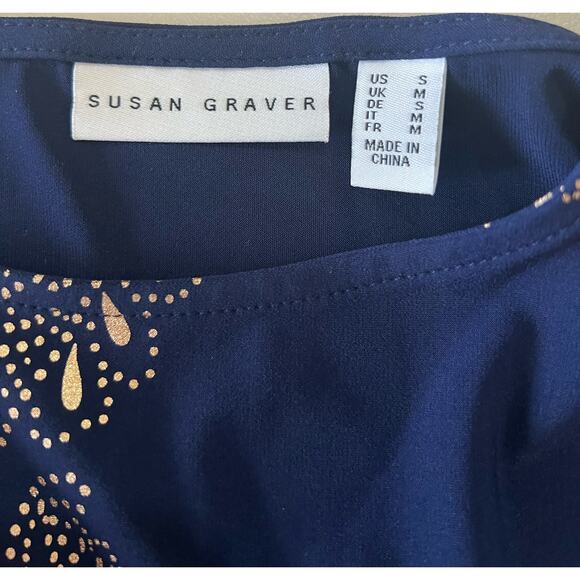 SUSAN GRAVER
US S
UK M
DE S
IT M
FR M
MADE IN
CHINA